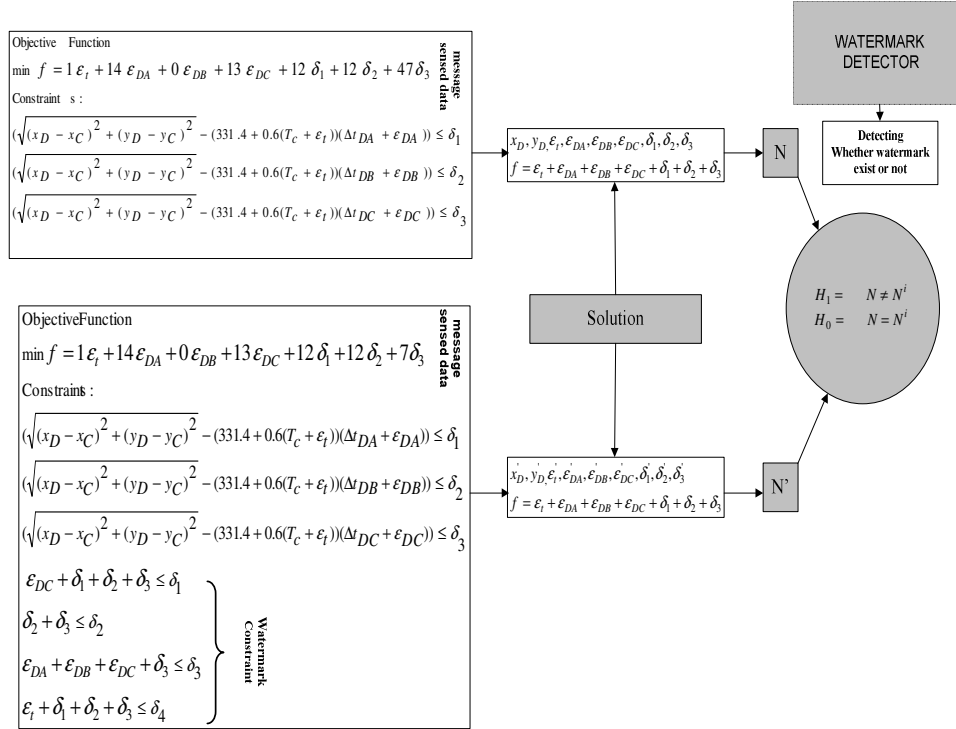 Objective Function
min f = 1 ε_t + 14 ε_DA + 0 ε_DB + 13 ε_DC + 12 δ_1 + 12 δ_2 + 47 δ_3
Constraint s :
(√((x_D − x_C)^2 + (y_D − y_C)^2) − (331.4 + 0.6(T_c + ε_t))(Δt_DA + ε_DA)) ≤ δ_1
(√((x_D − x_C)^2 + (y_D − y_C)^2) − (331.4 + 0.6(T_c + ε_t))(Δt_DB + ε_DB)) ≤ δ_2
(√((x_D − x_C)^2 + (y_D − y_C)^2) − (331.4 + 0.6(T_c + ε_t))(Δt_DC + ε_DC)) ≤ δ_3
message
sensed data
x_D, y_D, ε_t, ε_DA, ε_DB, ε_DC, δ_1, δ_2, δ_3
f = ε_t + ε_DA + ε_DB + ε_DC + δ_1 + δ_2 + δ_3
N
WATERMARK
DETECTOR
Detecting
Whether watermark
exist or not
H_1 = N ≠ N^i
H_0 = N = N^i
Solution
ObjectiveFunction
min f = 1ε_t + 14ε_DA + 0ε_DB + 13ε_DC + 12δ_1 + 12δ_2 + 7δ_3
Constraints :
(√((x_D − x_C)^2 + (y_D − y_C)^2) − (331.4 + 0.6(T_c + ε_t))(Δt_DA + ε_DA)) ≤ δ_1
(√((x_D − x_C)^2 + (y_D − y_C)^2) − (331.4 + 0.6(T_c + ε_t))(Δt_DB + ε_DB)) ≤ δ_2
(√((x_D − x_C)^2 + (y_D − y_C)^2) − (331.4 + 0.6(T_c + ε_t))(Δt_DC + ε_DC)) ≤ δ_3
ε_DC + δ_1 + δ_2 + δ_3 ≤ δ_1
δ_2 + δ_3 ≤ δ_2
ε_DA + ε_DB + ε_DC + δ_3 ≤ δ_3
ε_t + δ_1 + δ_2 + δ_3 ≤ δ_4
message
sensed data
Watermark
Constraint
x'_D, y'_D, ε'_t, ε'_DA, ε'_DB, ε'_DC, δ'_1, δ'_2, δ'_3
f = ε_t + ε_DA + ε_DB + ε_DC + δ_1 + δ_2 + δ_3
N'